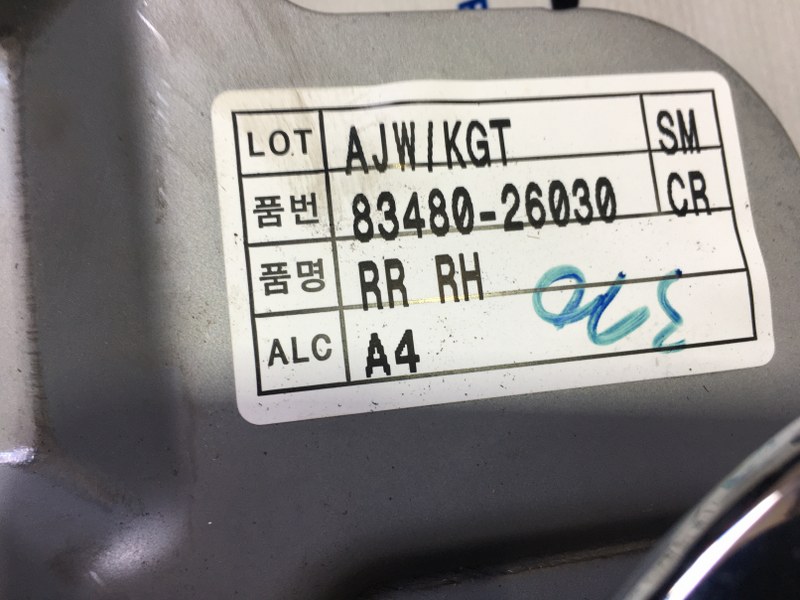 LOT AJW/KGT SM
품번 83480-26030 CR
품명 RR RH
ALC A4